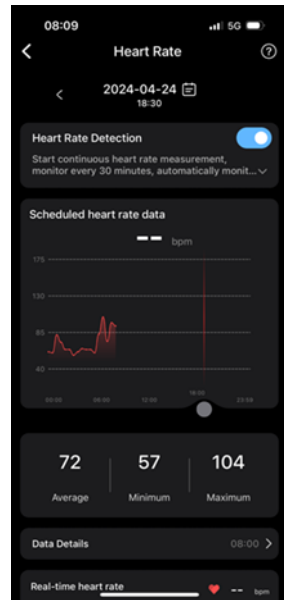 08:09
5G
Heart Rate
?
2024-04-24
18:30
Heart Rate Detection
Start continuous heart rate measurement,
monitor every 30 minutes, automatically monit...
Scheduled heart rate data
-- bpm
175
130
85
40
00:00 06:00 12:00 18:00 23:59
72 57 104
Average Minimum Maximum
Data Details 08:00
Real-time heart rate -- bpm